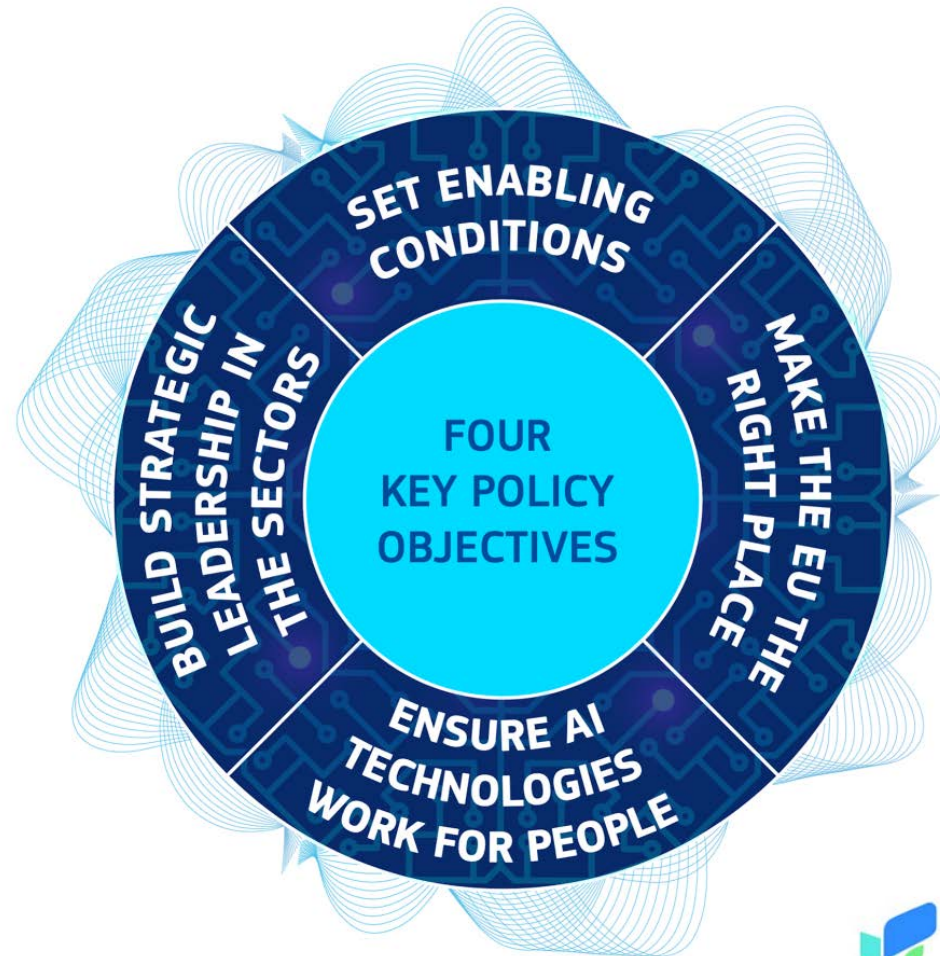 SET ENABLING
CONDITIONS
MAKE THE EU THE
RIGHT PLACE
ENSURE AI
TECHNOLOGIES
WORK FOR PEOPLE
BUILD STRATEGIC
LEADERSHIP IN
THE SECTORS
FOUR
KEY POLICY
OBJECTIVES